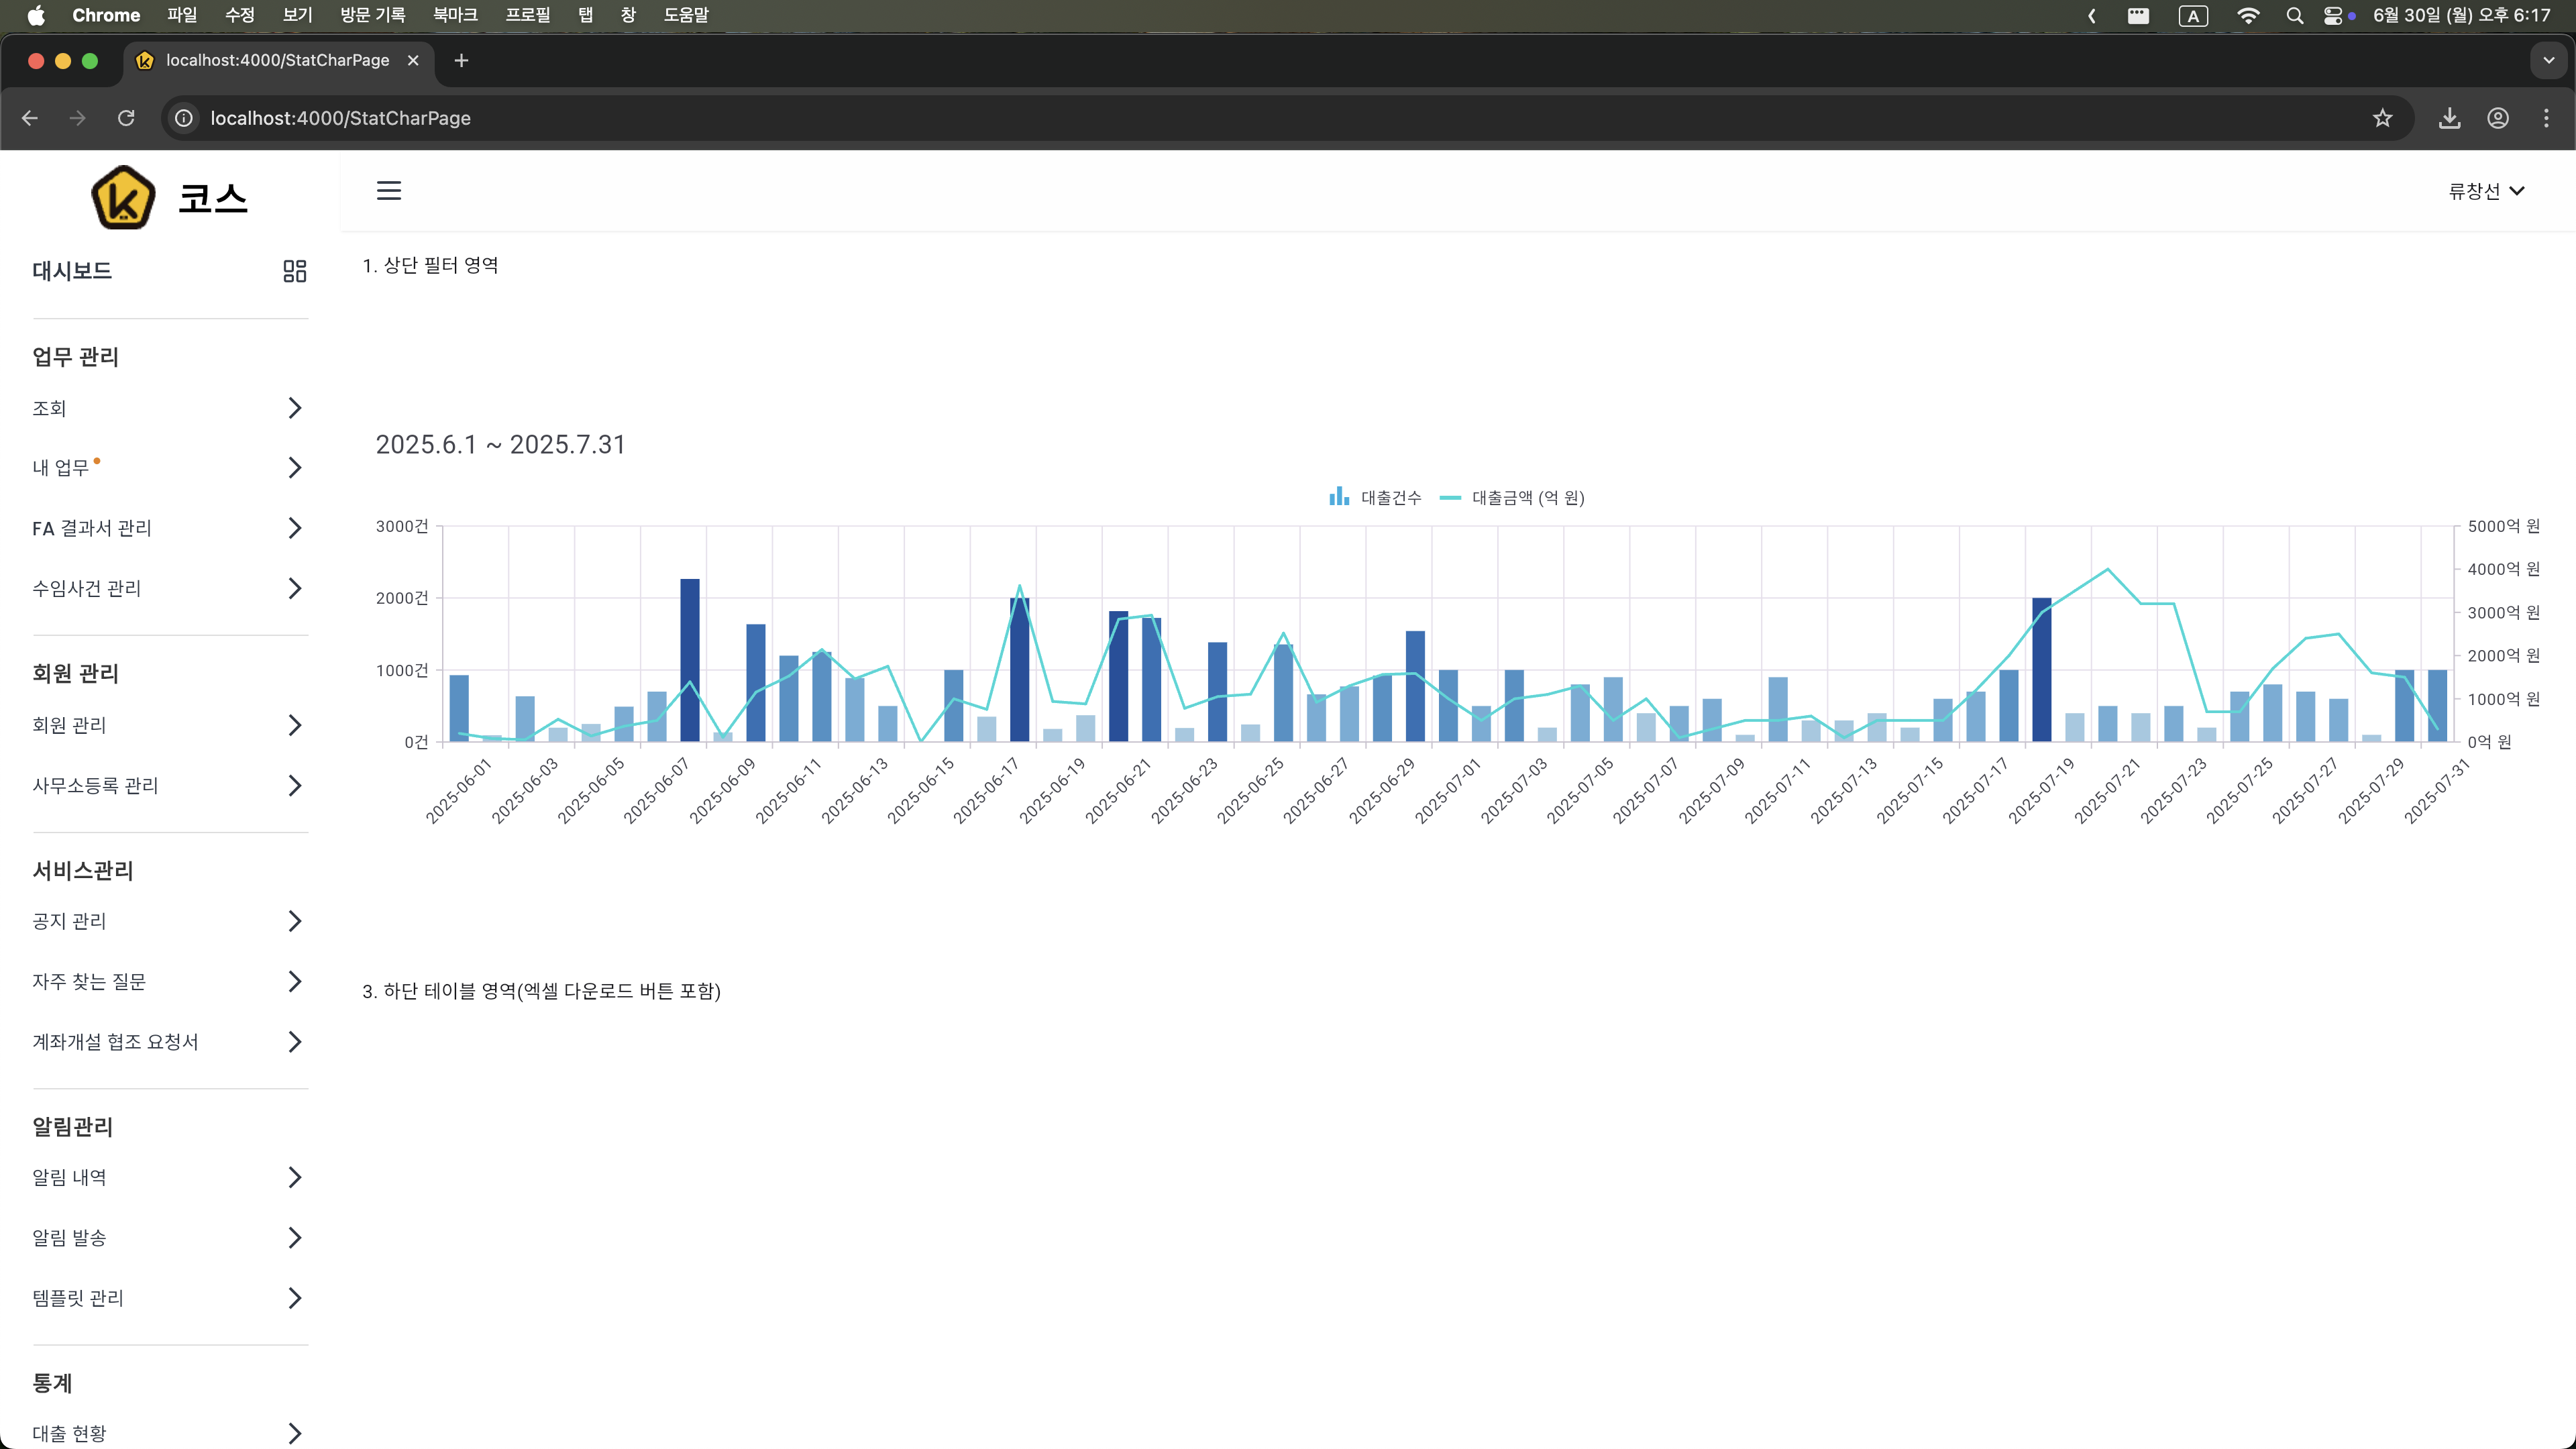 Chrome 파일 수정 보기 방문 기록 북마크 프로필 탭 창 도움말 A 6월 30일 (월) 오후 6:17
localhost:4000/StatCharPage
localhost:4000/StatCharPage
코스
류창선
대시보드
업무 관리
조회
내 업무
FA 결과서 관리
수임사건 관리
회원 관리
회원 관리
사무소등록 관리
서비스관리
공지 관리
자주 찾는 질문
계좌개설 협조 요청서
알림관리
알림 내역
알림 발송
템플릿 관리
통계
대출 현황
1. 상단 필터 영역
2025.6.1 ~ 2025.7.31
대출건수 대출금액 (억 원)
3000건
2000건
1000건
0건
5000억 원
4000억 원
3000억 원
2000억 원
1000억 원
0억 원
2025-06-01
2025-06-03
2025-06-05
2025-06-07
2025-06-09
2025-06-11
2025-06-13
2025-06-15
2025-06-17
2025-06-19
2025-06-21
2025-06-23
2025-06-25
2025-06-27
2025-06-29
2025-07-01
2025-07-03
2025-07-05
2025-07-07
2025-07-09
2025-07-11
2025-07-13
2025-07-15
2025-07-17
2025-07-19
2025-07-21
2025-07-23
2025-07-25
2025-07-27
2025-07-29
2025-07-31
3. 하단 테이블 영역(엑셀 다운로드 버튼 포함)